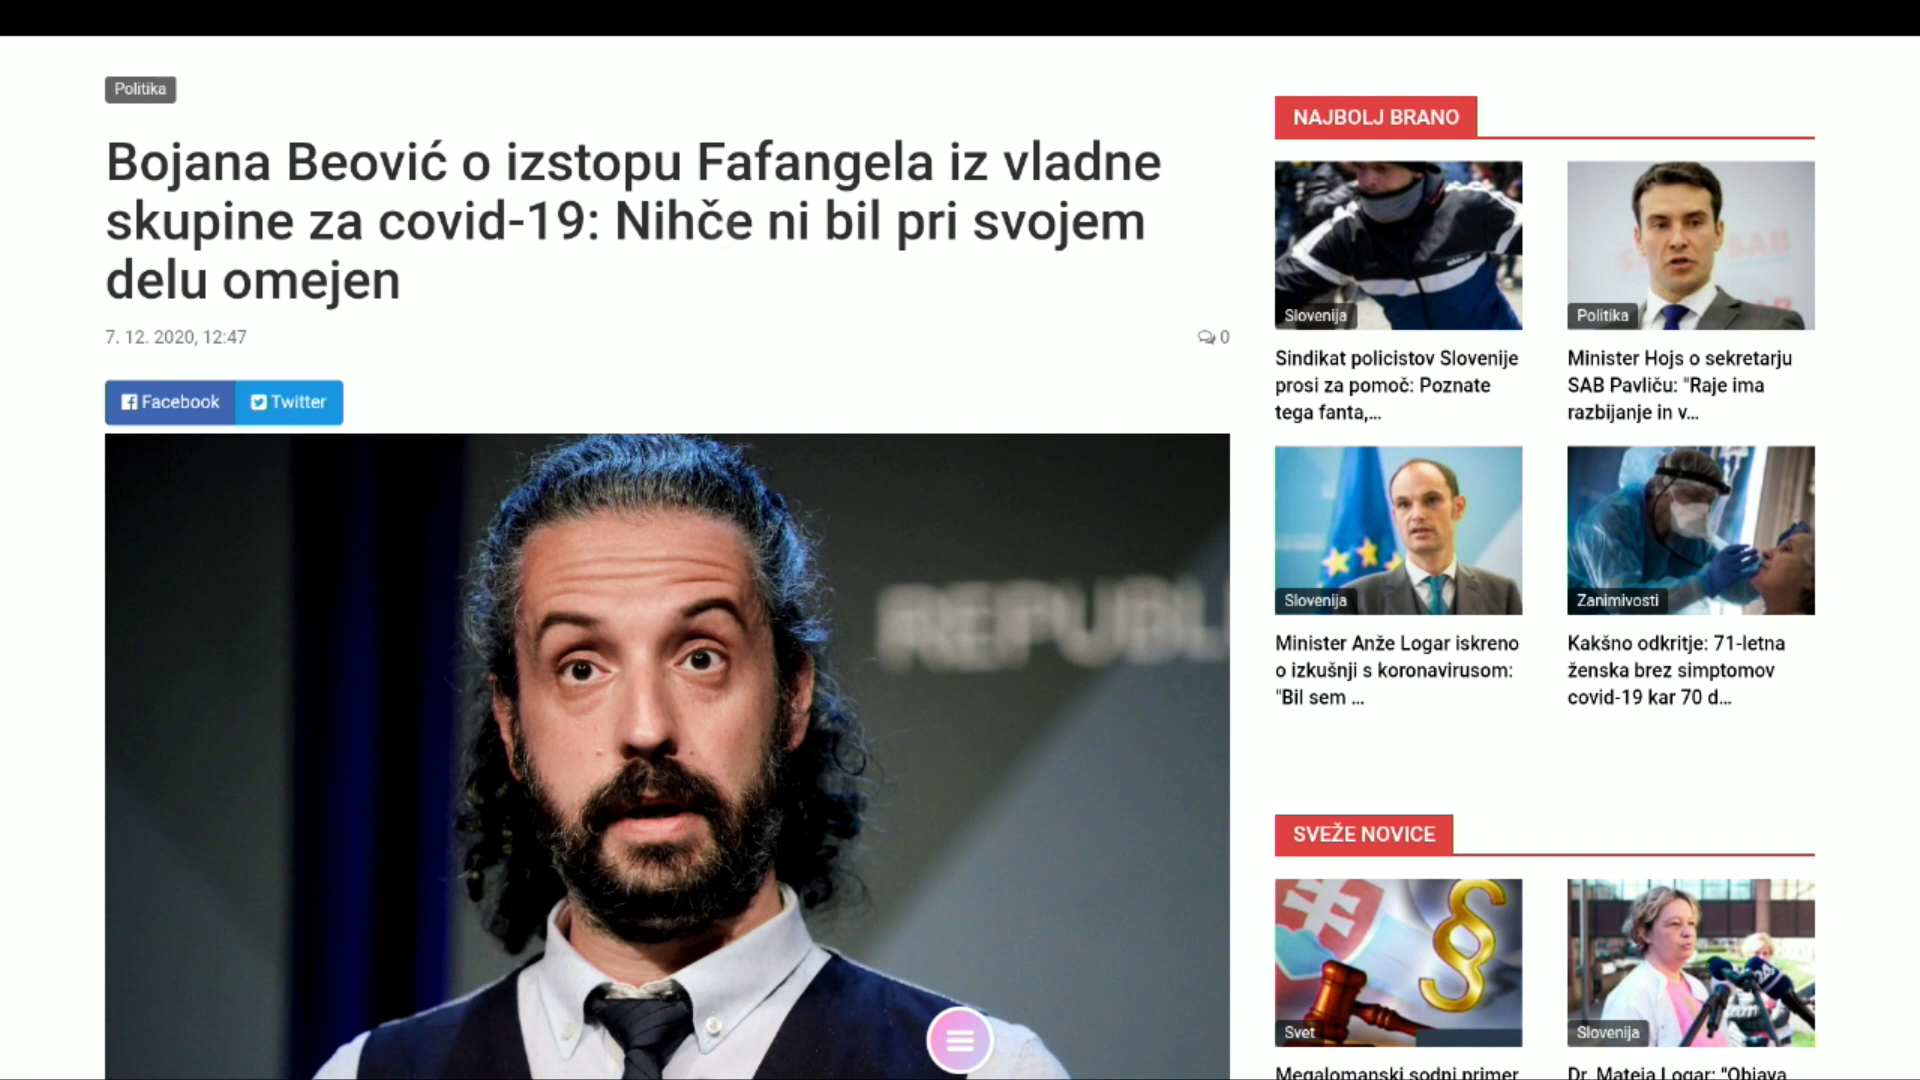 Politika
Bojana Beović o izstopu Fafangela iz vladne
skupine za covid-19: Nihče ni bil pri svojem
delu omejen
7. 12. 2020, 12:47
0
Facebook
Twitter
REPUBL
NAJBOLJ BRANO
Slovenija
Sindikat policistov Slovenije
prosi za pomoč: Poznate
tega fanta,...
SAB
Politika
Minister Hojs o sekretarju
SAB Pavliču: "Raje ima
razbijanje in v...
Slovenija
Minister Anže Logar iskreno
o izkušnji s koronavirusom:
"Bil sem ...
Zanimivosti
Kakšno odkritje: 71-letna
ženska brez simptomov
covid-19 kar 70 d...
SVEŽE NOVICE
Svet
Megalomanski sodni primer
Slovenija
Dr. Mateja Logar: "Objava